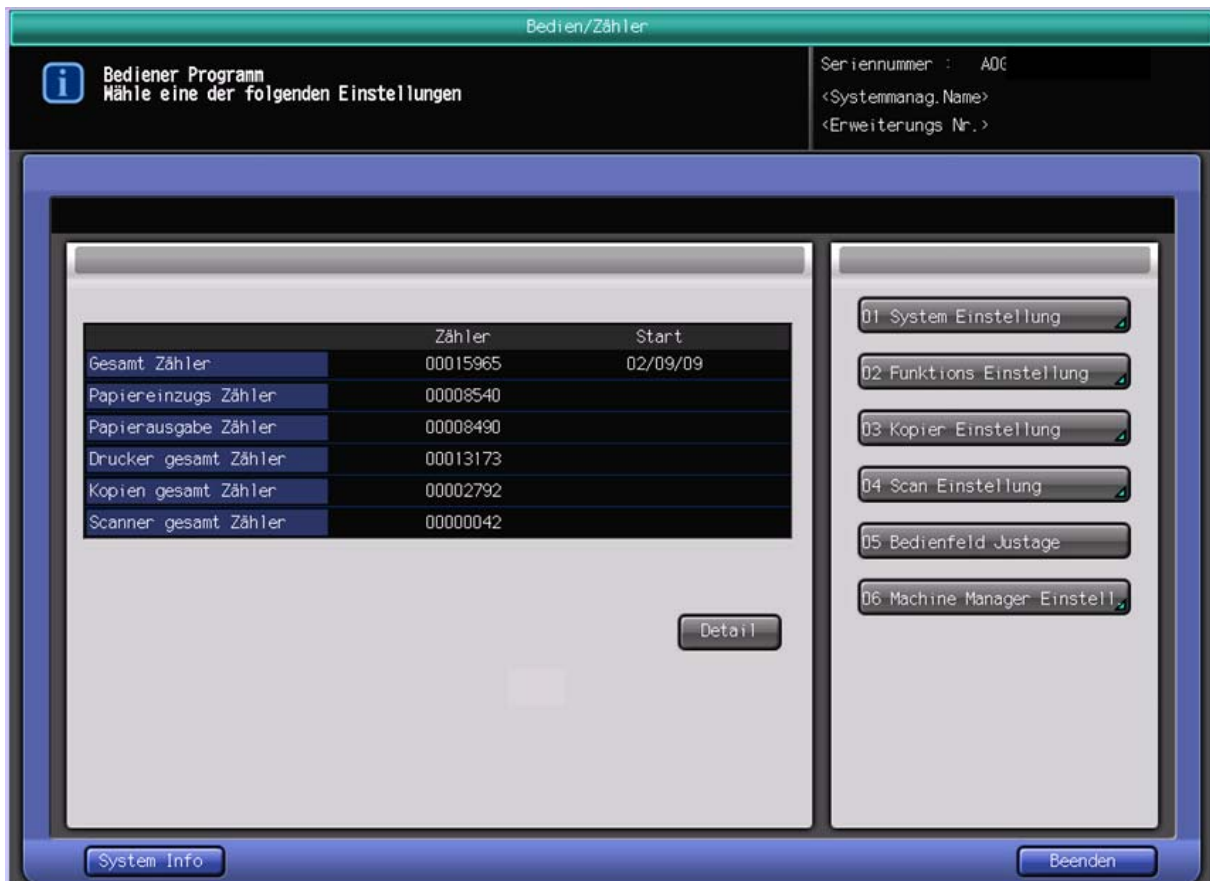 Bedien/Zähler
Bediener Programm
Wähle eine der folgenden Einstellungen
Seriennummer : A0G
<Systemmanag.Name>
<Erweiterungs Nr.>
Zähler Start
Gesamt Zähler 00015965 02/09/09
Papiereinzugs Zähler 00008540
Papierausgabe Zähler 00008490
Drucker gesamt Zähler 00013173
Kopien gesamt Zähler 00002792
Scanner gesamt Zähler 00000042
Detail
01 System Einstellung
02 Funktions Einstellung
03 Kopier Einstellung
04 Scan Einstellung
05 Bedienfeld Justage
06 Machine Manager Einstell.
System Info
Beenden